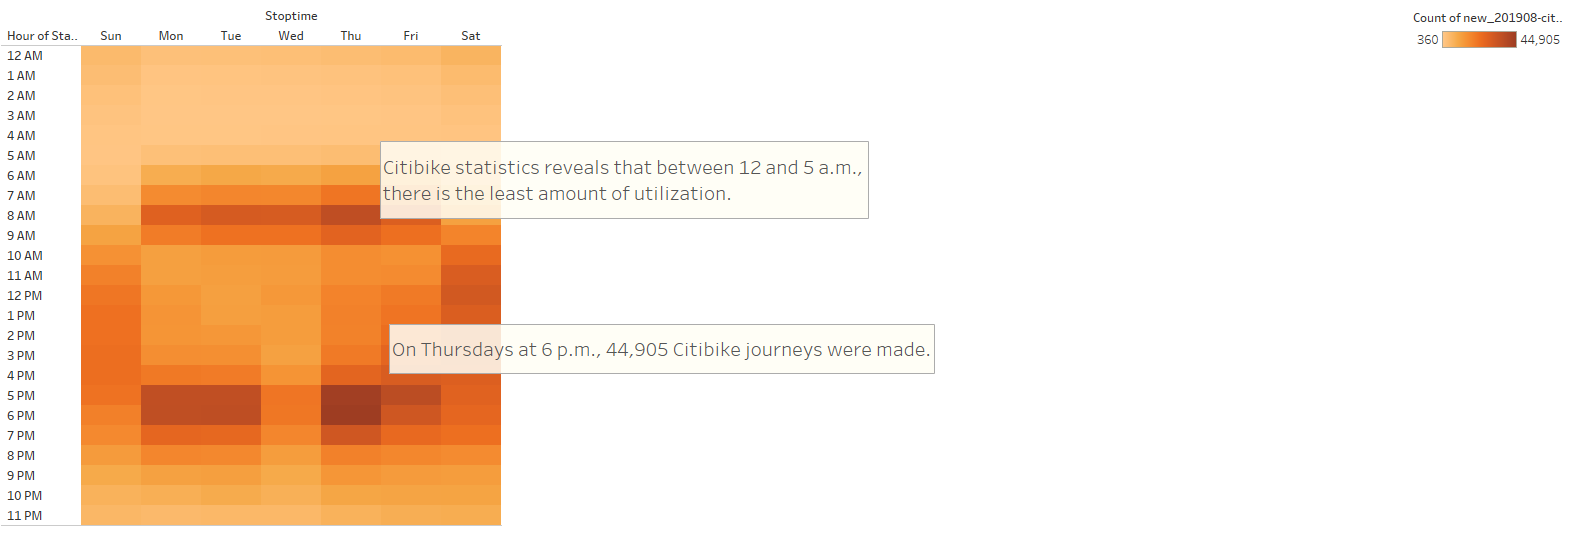 Stoptime
Hour of Sta.. Sun Mon Tue Wed Thu Fri Sat
12 AM
1 AM
2 AM
3 AM
4 AM
5 AM
6 AM
7 AM
8 AM
9 AM
10 AM
11 AM
12 PM
1 PM
2 PM
3 PM
4 PM
5 PM
6 PM
7 PM
8 PM
9 PM
10 PM
11 PM
Citibike statistics reveals that between 12 and 5 a.m.,
there is the least amount of utilization.
On Thursdays at 6 p.m., 44,905 Citibike journeys were made.
Count of new_201908-cit..
360 44,905